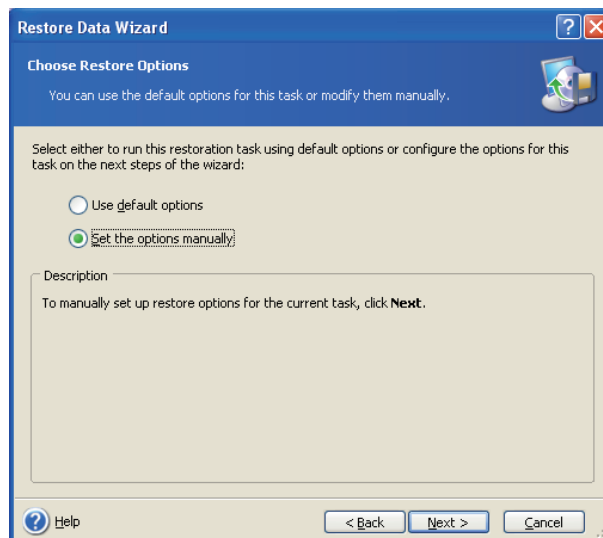 Restore Data Wizard
Choose Restore Options
You can use the default options for this task or modify them manually.
Select either to run this restoration task using default options or configure the options for this
task on the next steps of the wizard:
Use default options
Set the options manually
Description
To manually set up restore options for the current task, click Next.
Help
< Back
Next >
Cancel